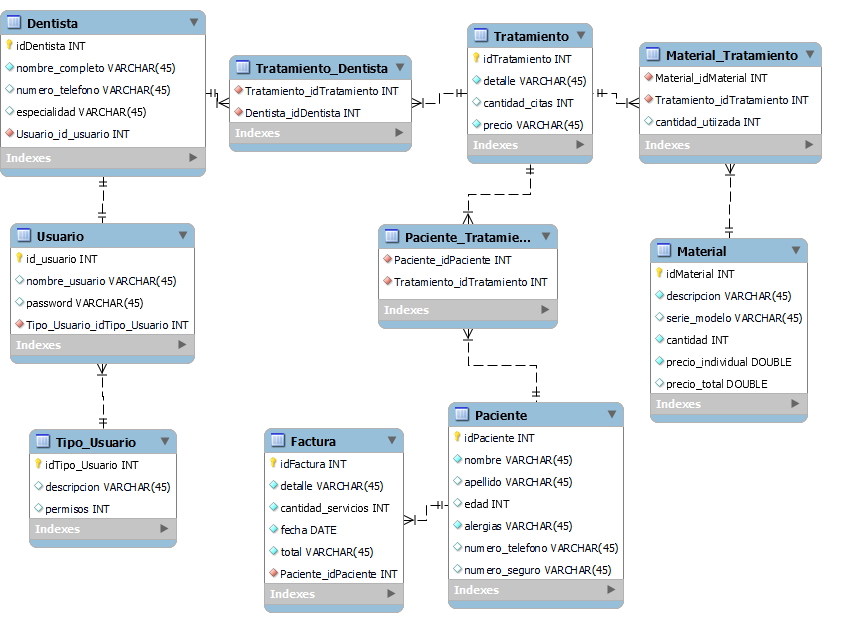 Dentista
idDentista INT
nombre_completo VARCHAR(45)
numero_telefono VARCHAR(45)
especialidad VARCHAR(45)
Usuario_id_usuario INT
Indexes
Tratamiento_Dentista
Tratamiento_idTratamiento INT
Dentista_idDentista INT
Indexes
Tratamiento
idTratamiento INT
detalle VARCHAR(45)
cantidad_citas INT
precio VARCHAR(45)
Indexes
Material_Tratamiento
Material_idMaterial INT
Tratamiento_idTratamiento INT
cantidad_utiizada INT
Indexes
Usuario
id_usuario INT
nombre_usuario VARCHAR(45)
password VARCHAR(45)
Tipo_Usuario_idTipo_Usuario INT
Indexes
Paciente_Tratamie...
Paciente_idPaciente INT
Tratamiento_idTratamiento INT
Indexes
Material
idMaterial INT
descripcion VARCHAR(45)
serie_modelo VARCHAR(45)
cantidad INT
precio_individual DOUBLE
precio_total DOUBLE
Indexes
Tipo_Usuario
idTipo_Usuario INT
descripcion VARCHAR(45)
permisos INT
Indexes
Factura
idFactura INT
detalle VARCHAR(45)
cantidad_servicios INT
fecha DATE
total VARCHAR(45)
Paciente_idPaciente INT
Indexes
Paciente
idPaciente INT
nombre VARCHAR(45)
apellido VARCHAR(45)
edad INT
alergias VARCHAR(45)
numero_telefono VARCHAR(45)
numero_seguro VARCHAR(45)
Indexes